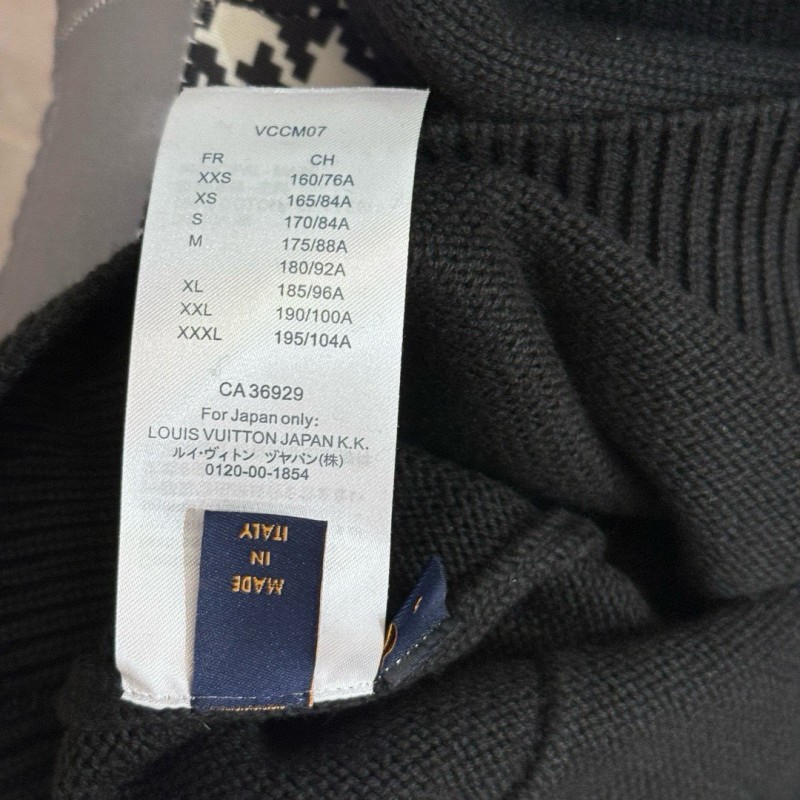 VCCM07
FR CH
XXS 160/76A
XS 165/84A
S 170/84A
M 175/88A
180/92A
XL 185/96A
XXL 190/100A
XXXL 195/104A
CA 36929
For Japan only:
LOUIS VUITTON JAPAN K.K.
ルイ・ヴィトン ヅャパン(株)
0120-00-1854
MADE
IN
ITALY